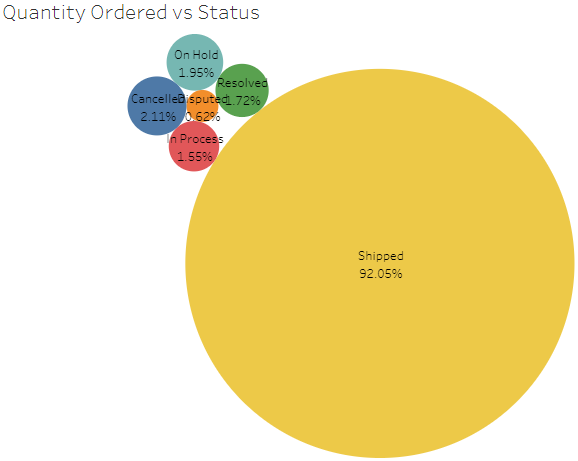 Quantity Ordered vs Status
On Hold
1.95%
Resolved
1.72%
Cancelled
2.11%
Disputed
0.62%
In Process
1.55%
Shipped
92.05%